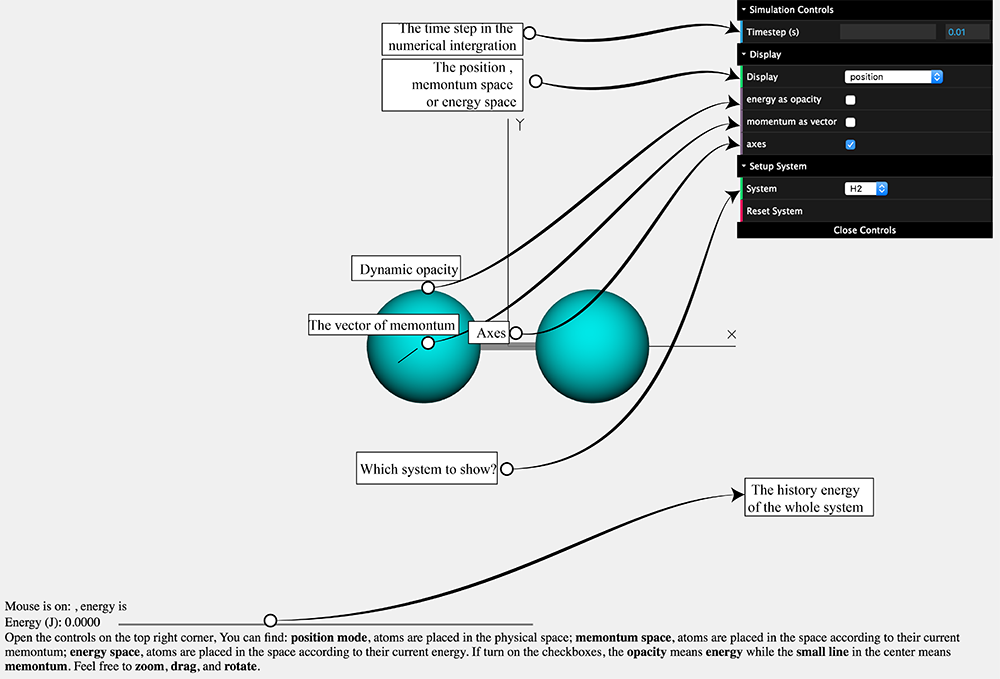 The time step in the
numerical intergration
The position ,
memontum space
or energy space
Simulation Controls
Timestep (s)
0.01
Display
Display
position
energy as opacity
momentum as vector
axes
Setup System
System
H2
Reset System
Close Controls
Y
Dynamic opacity
The vector of memontum
Axes
X
Which system to show?
The history energy
of the whole system
Mouse is on: , energy is
Energy (J): 0.0000
Open the controls on the top right corner, You can find: position mode, atoms are placed in the physical space; memontum space, atoms are placed in the space according to their current
memontum; energy space, atoms are placed in the space according to their current energy. If turn on the checkboxes, the opacity means energy while the small line in the center means
memontum. Feel free to zoom, drag, and rotate.